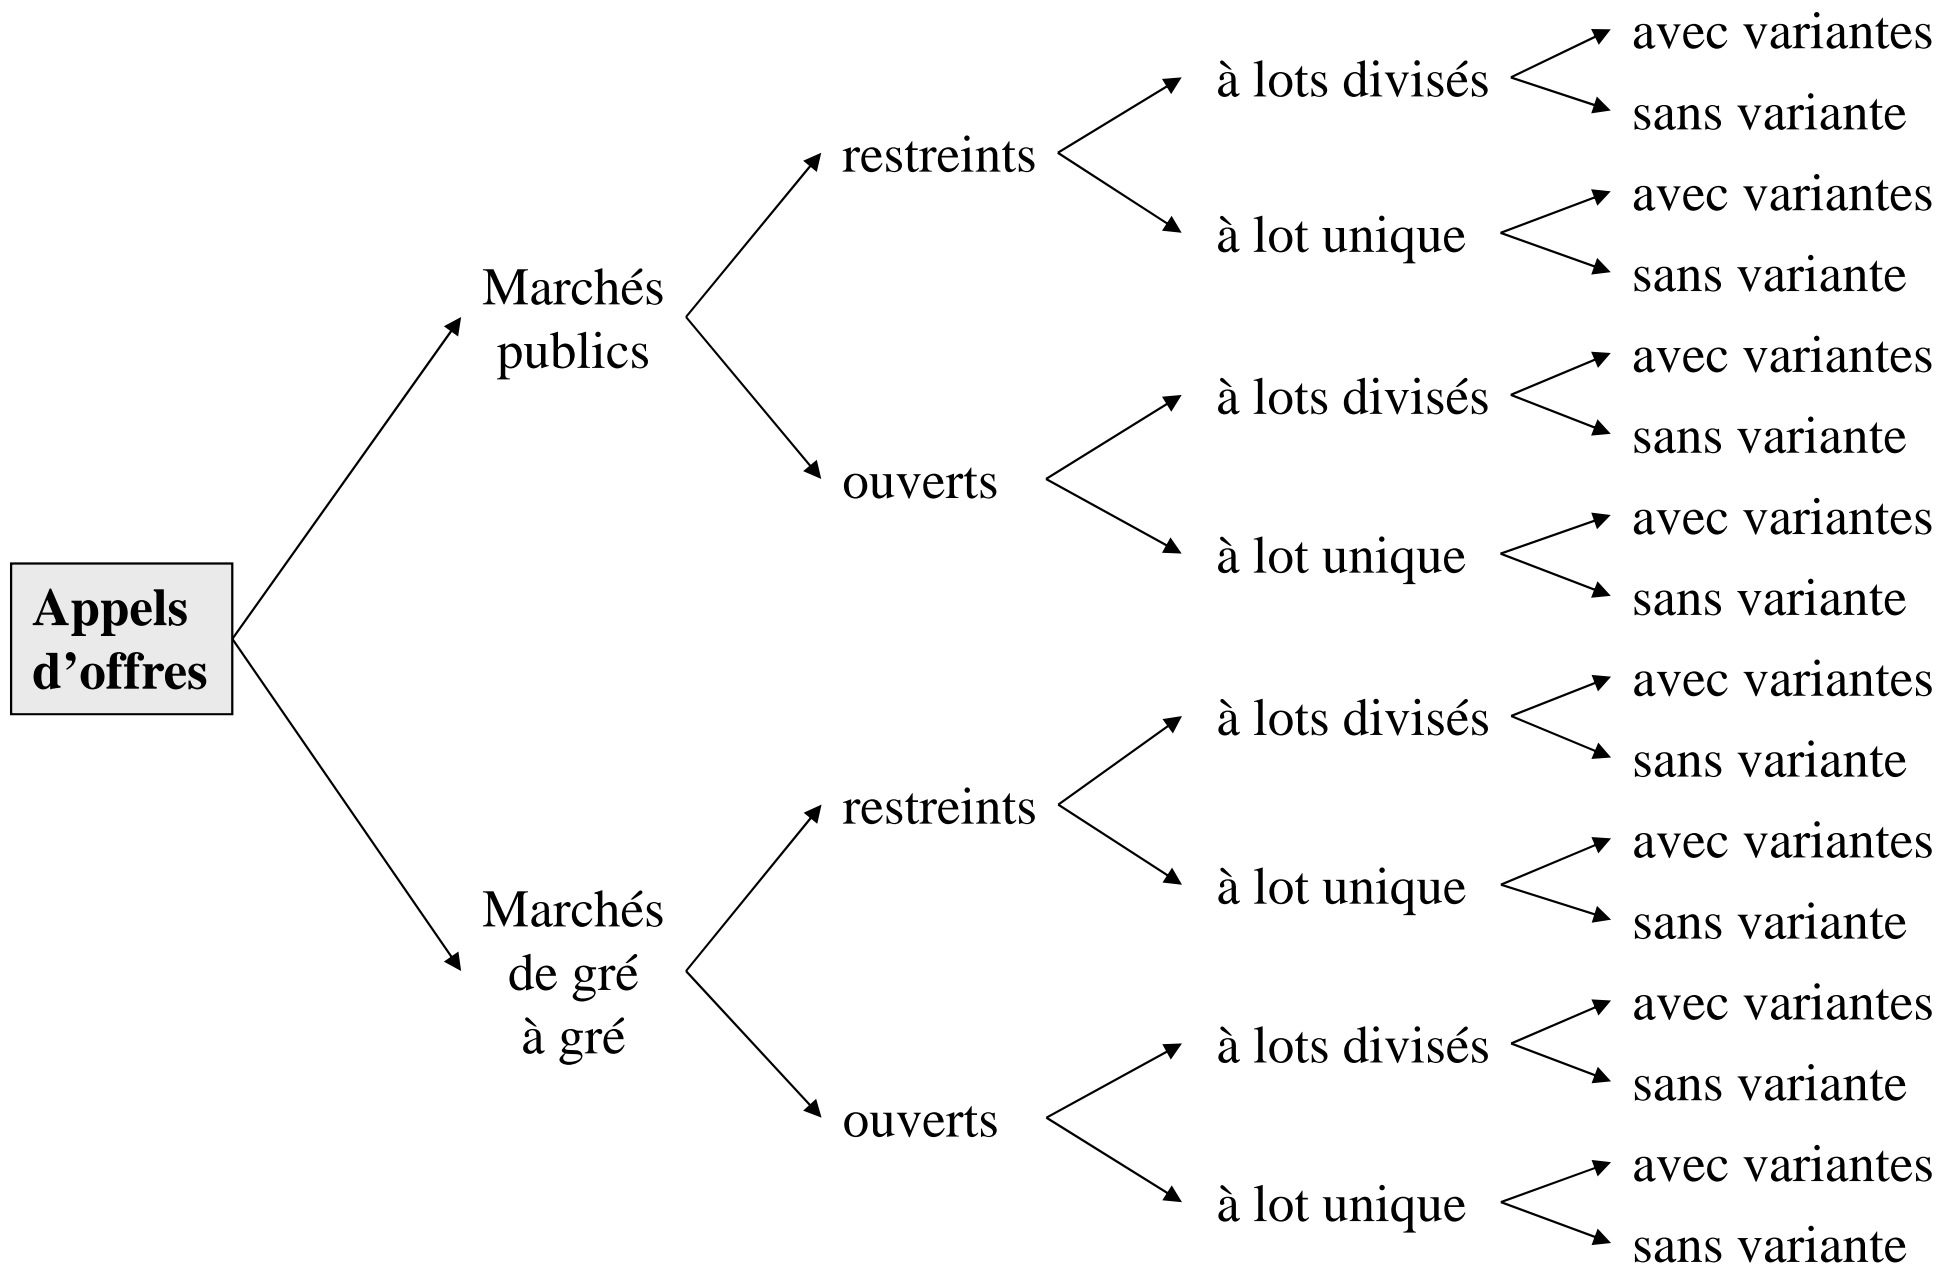 avec variantes
à lots divisés
sans variante
restreints
avec variantes
à lot unique
sans variante
Marchés
publics
avec variantes
à lots divisés
sans variante
ouverts
avec variantes
à lot unique
sans variante
Appels
d’offres
avec variantes
à lots divisés
sans variante
restreints
avec variantes
à lot unique
sans variante
Marchés
de gré
à gré
avec variantes
à lots divisés
sans variante
ouverts
avec variantes
à lot unique
sans variante